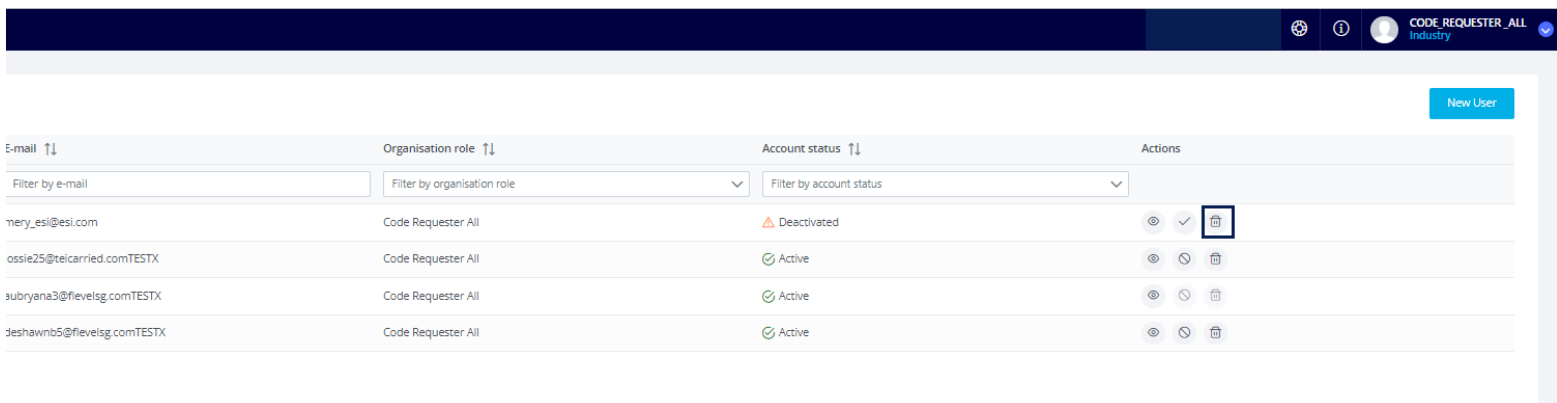 CODE_REQUESTER_ALL
Industry
New User
E-mail Organisation role Account status Actions
Filter by e-mail Filter by organisation role Filter by account status
mery_esi@esi.com Code Requester All Deactivated
ossie25@teicarried.comTESTX Code Requester All Active
aubryana3@flevelsg.comTESTX Code Requester All Active
deshawnb5@flevelsg.comTESTX Code Requester All Active